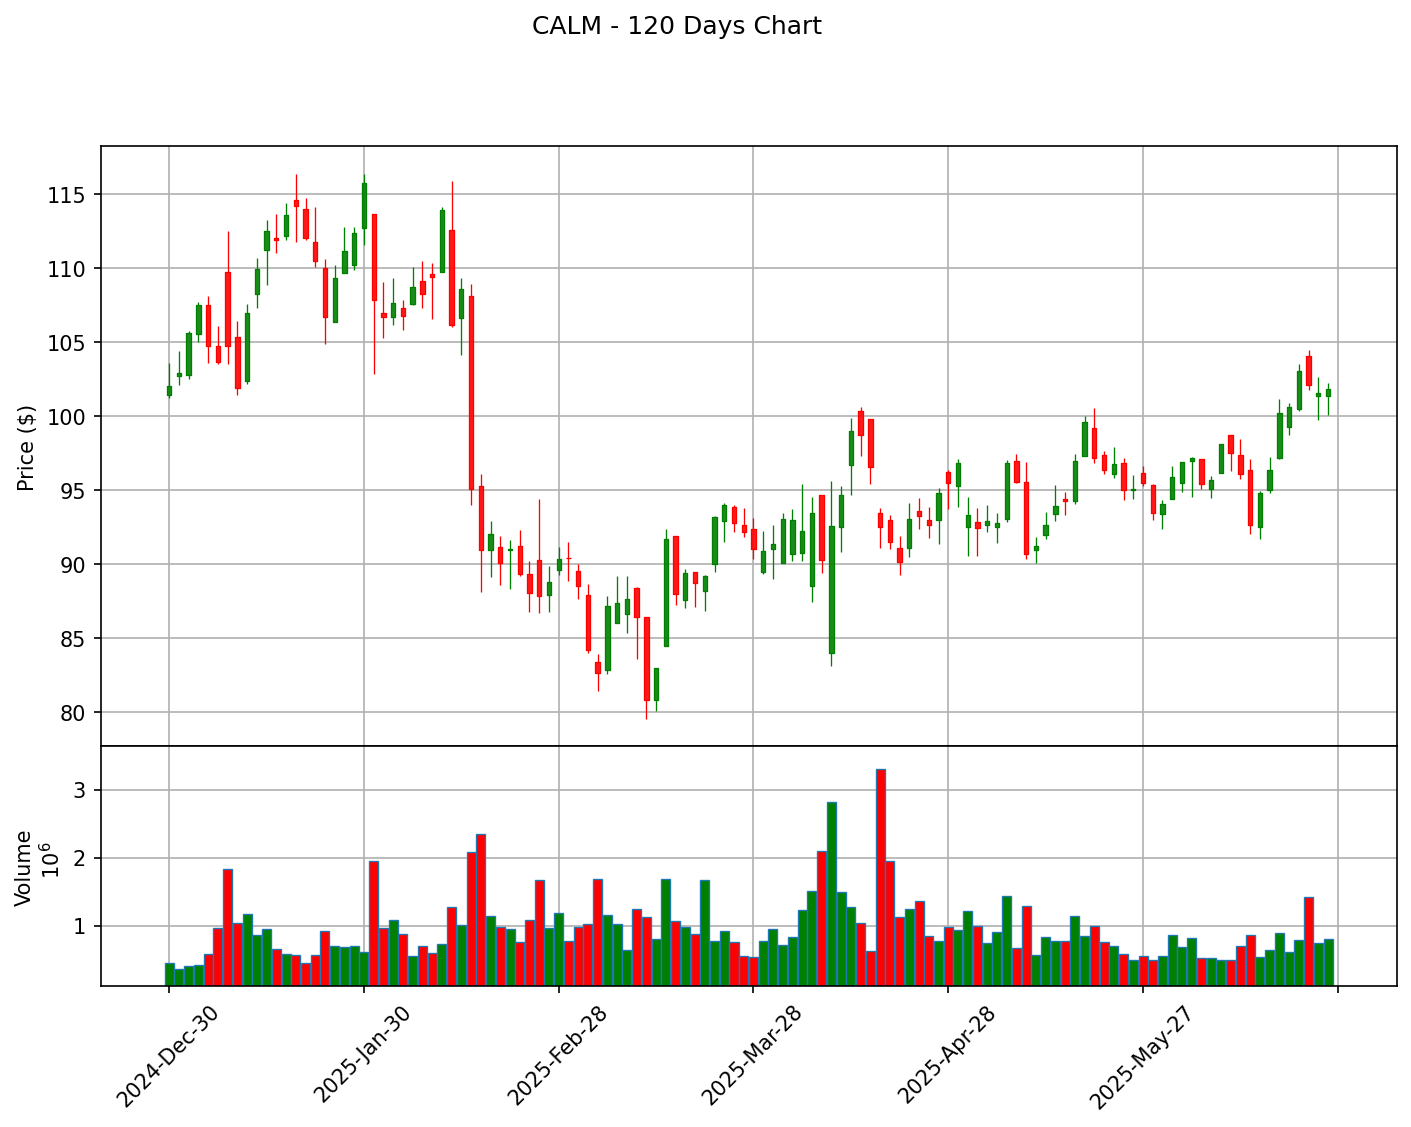 CALM - 120 Days Chart
Price ($)
115
110
105
100
95
90
85
80
Volume
10^6
3
2
1
2024-Dec-30
2025-Jan-30
2025-Feb-28
2025-Mar-28
2025-Apr-28
2025-May-27